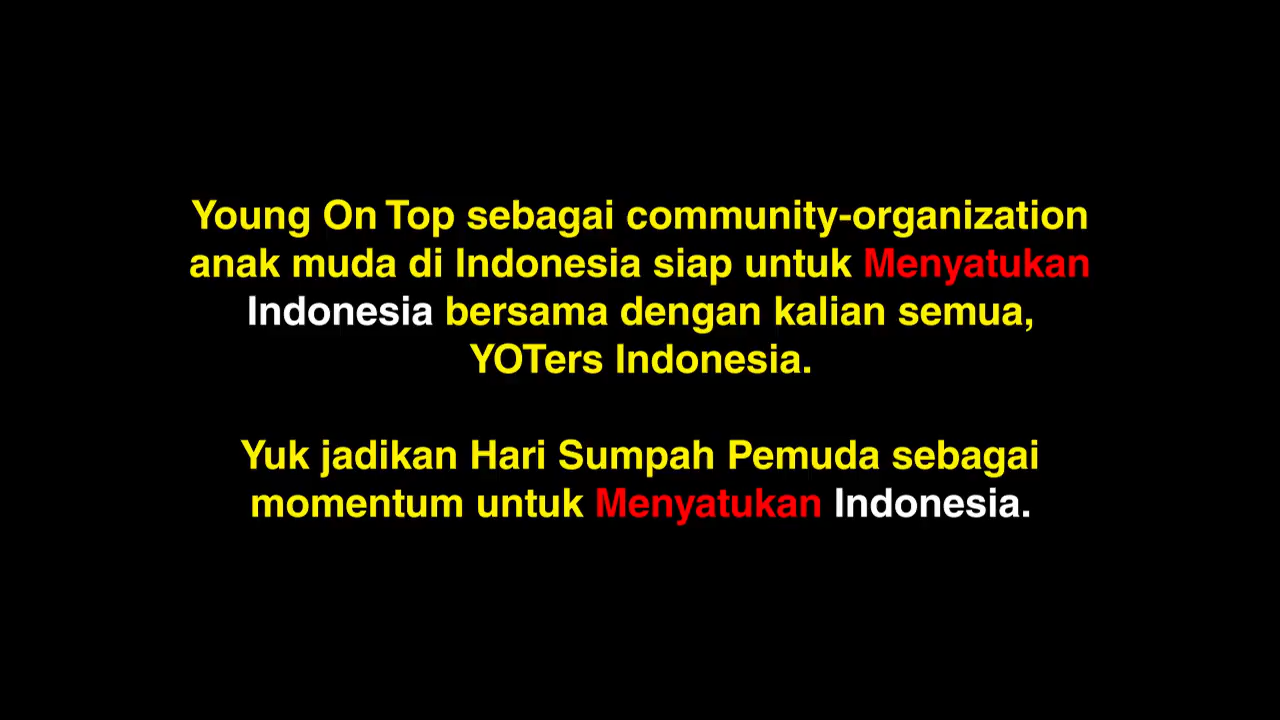 Young On Top sebagai community-organization
anak muda di Indonesia siap untuk Menyatukan
Indonesia bersama dengan kalian semua,
YOTers Indonesia.
Yuk jadikan Hari Sumpah Pemuda sebagai
momentum untuk Menyatukan Indonesia.